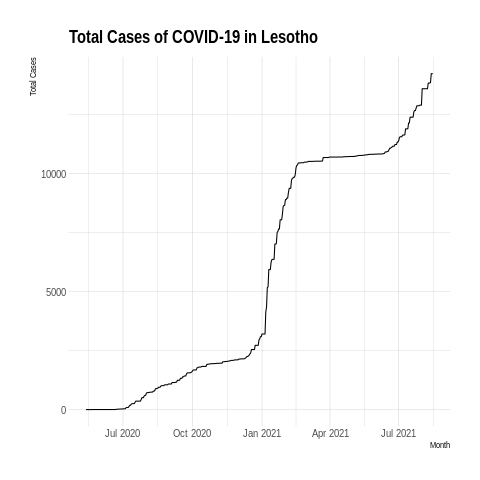 Total Cases of COVID-19 in Lesotho
Total Cases
10000
5000
0
Jul 2020 Oct 2020 Jan 2021 Apr 2021 Jul 2021
Month